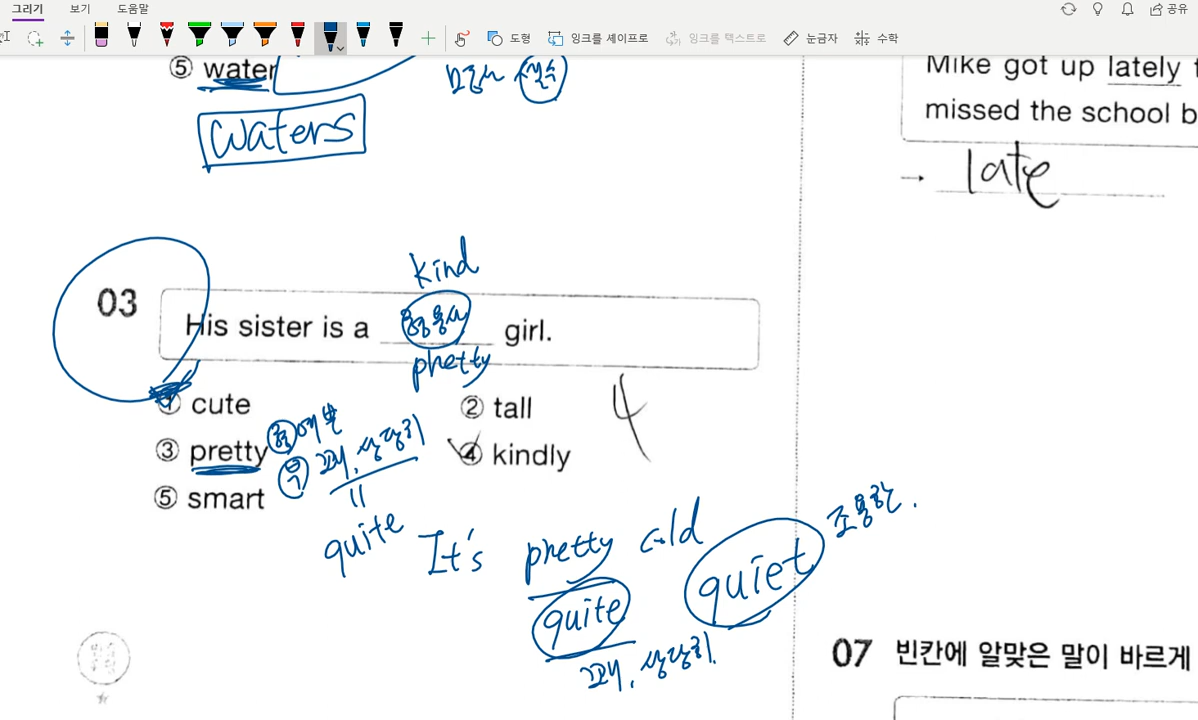 그리기 보기 도움말 공유
도형 잉크를 셰이프로 잉크를 텍스트로 눈금자 수학
⑤ water
waters
03
kind
His sister is a 형용사 girl.
pretty
① cute ② tall
③ pretty 형 예쁜 ④ kindly
부 꽤, 상당히
⑤ smart
4
quite
It's pretty cold
quite
꽤, 상당히.
quiet 조용한.
Mike got up lately
missed the school b
→ late
07 빈칸에 알맞은 말이 바르게